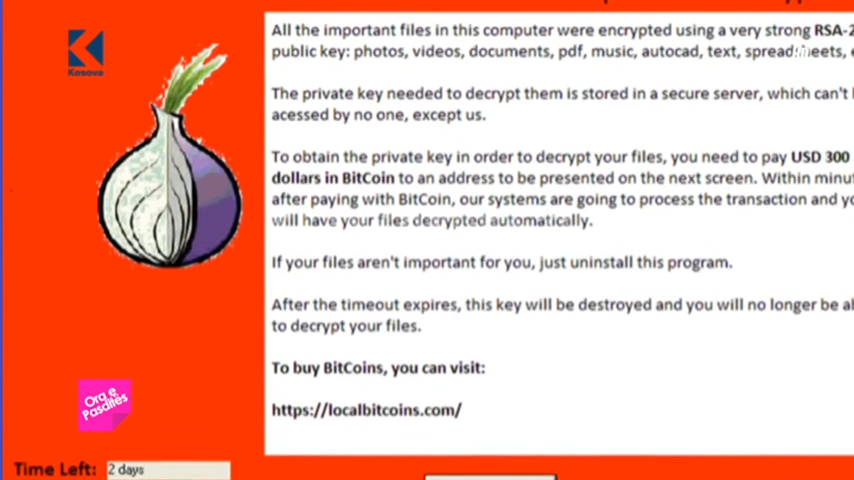 Kosova
All the important files in this computer were encrypted using a very strong RSA-2
public key: photos, videos, documents, pdf, music, autocad, text, spreadsheets,
The private key needed to decrypt them is stored in a secure server, which can't
acessed by no one, except us.
To obtain the private key in order to decrypt your files, you need to pay USD 300
dollars in BitCoin to an address to be presented on the next screen. Within
after paying with BitCoin, our systems are going to process the transaction and
will have your files decrypted automatically.
If your files aren't important for you, just uninstall this program.
After the timeout expires, this key will be destroyed and you will no longer be
to decrypt your files.
To buy BitCoins, you can visit:
https://localbitcoins.com/
Ora e
Pasdites
Time Left: 2 days